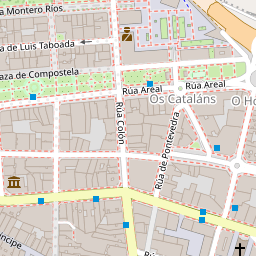 a Montero Ríos
a de Luis Taboada
aza de Compostela
Rúa Areal
Rúa Areal
Os Cataláns
O Ho
Rúa Colón
Rúa de Pontevedra
Rú
ncipe